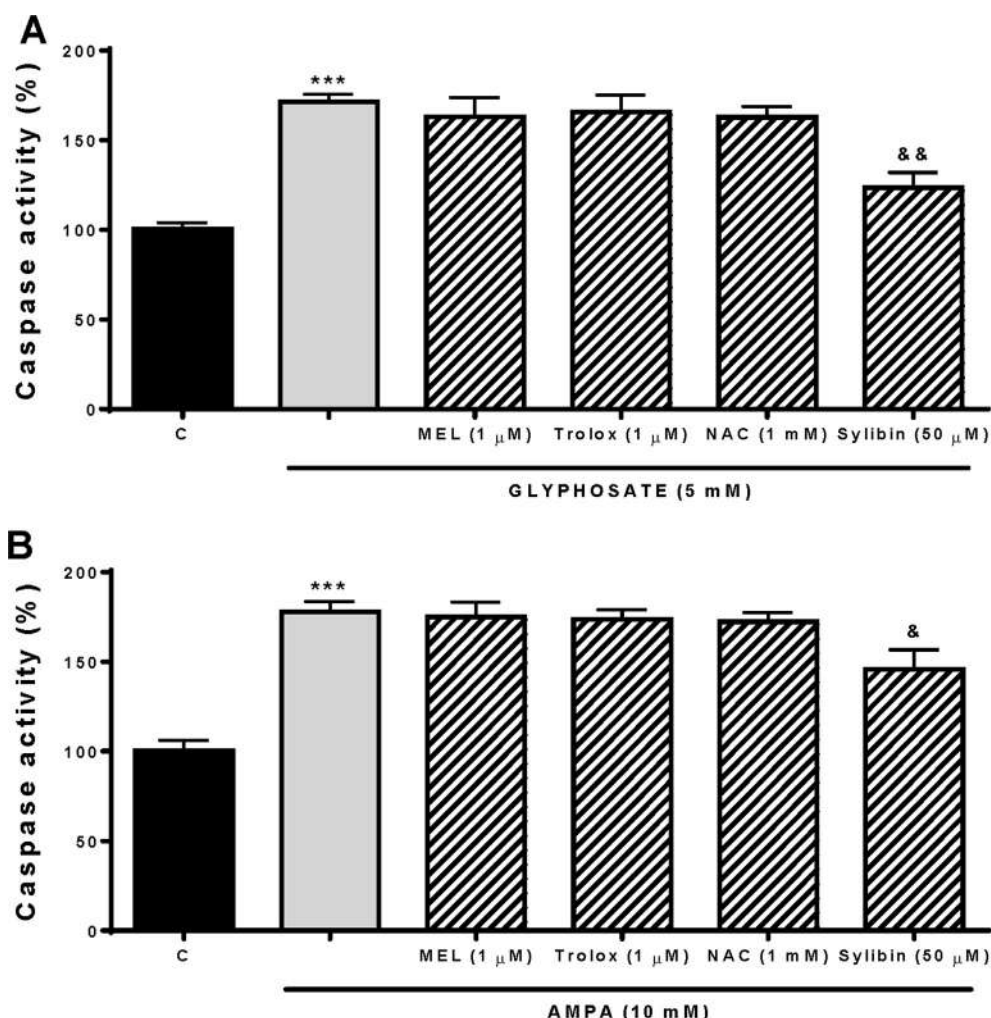 A
Caspase activity (%)
200
150
100
50
0
***
& &
C
MEL (1 μM) Trolox (1 μM) NAC (1 mM) Sylibin (50 μM)
GLYPHOSATE (5 mM)
B
Caspase activity (%)
200
150
100
50
0
***
&
C
MEL (1 μM) Trolox (1 μM) NAC (1 mM) Sylibin (50 μM)
AMPA (10 mM)